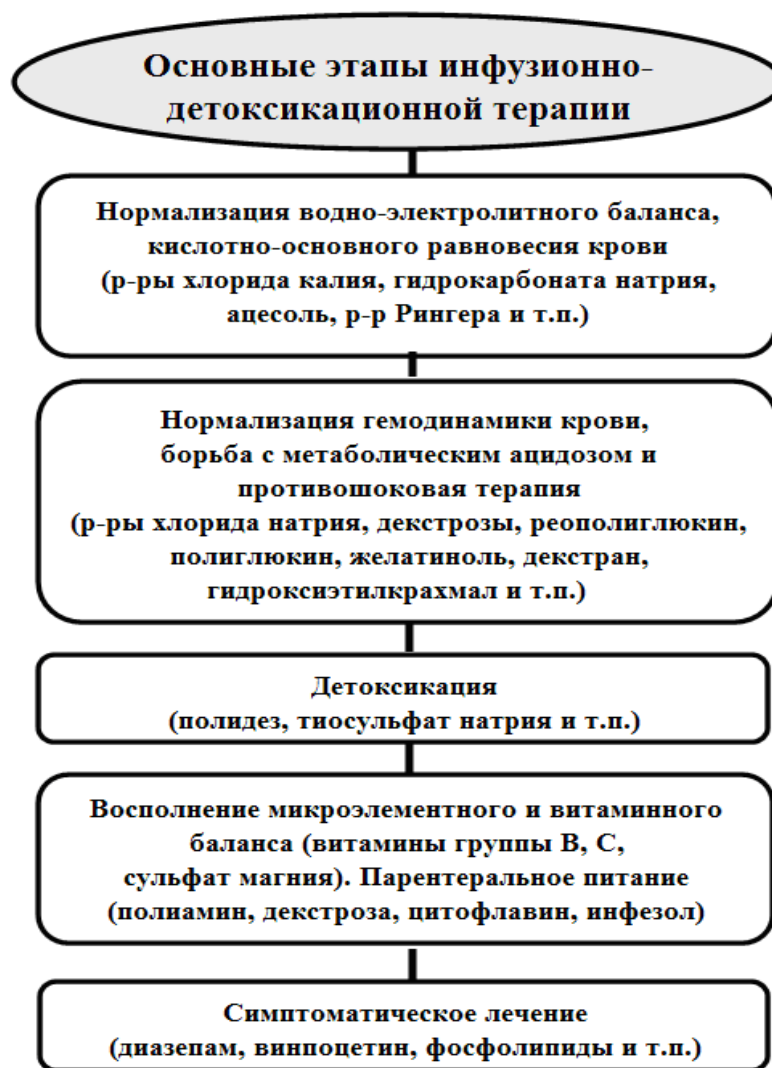 Основные этапы инфузионно-
детоксикационной терапии
Нормализация водно-электролитного баланса,
кислотно-основного равновесия крови
(р-ры хлорида калия, гидрокарбоната натрия,
ацесоль, р-р Рингера и т.п.)
Нормализация гемодинамики крови,
борьба с метаболическим ацидозом и
противошоковая терапия
(р-ры хлорида натрия, декстрозы, реополиглюкин,
полиглюкин, желатиноль, декстран,
гидроксиэтилкрахмал и т.п.)
Детоксикация
(полидез, тиосульфат натрия и т.п.)
Восполнение микроэлементного и витаминного
баланса (витамины группы В, С,
сульфат магния). Парентеральное питание
(полиамин, декстроза, цитофлавин, инфезол)
Симптоматическое лечение
(диазепам, винпоцетин, фосфолипиды и т.п.)